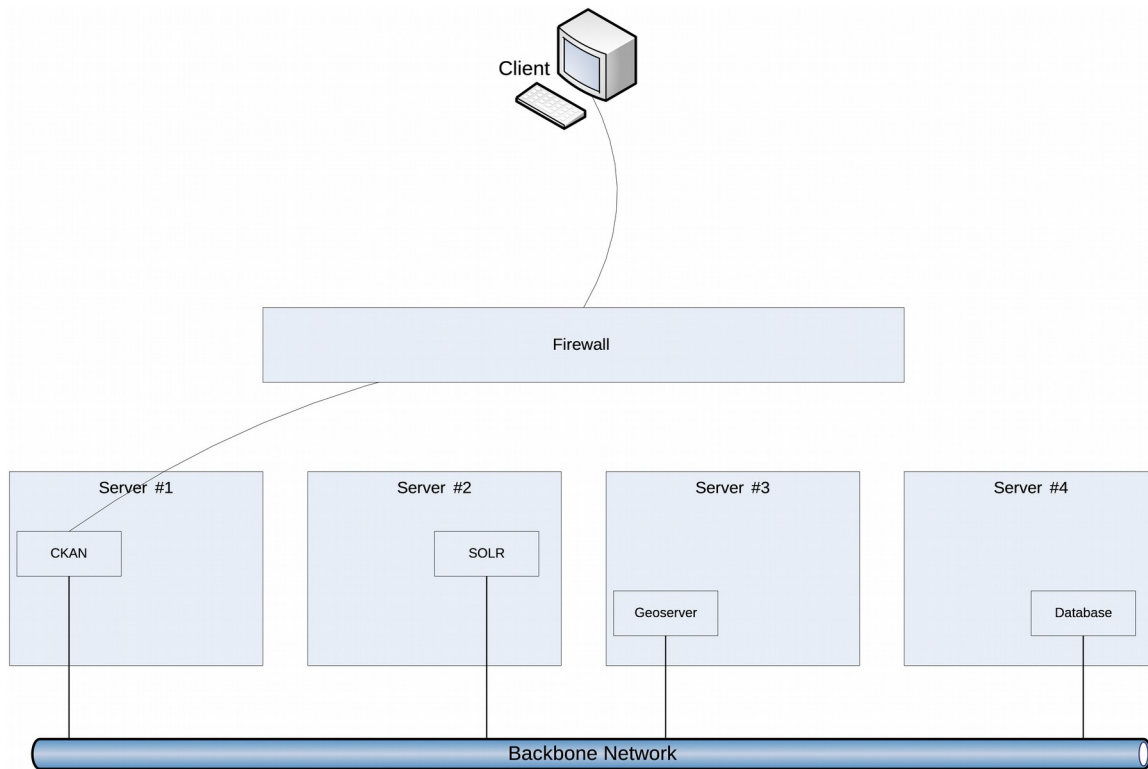 Client
Firewall
Server #1
Server #2
Server #3
Server #4
CKAN
SOLR
Geoserver
Database
Backbone Network